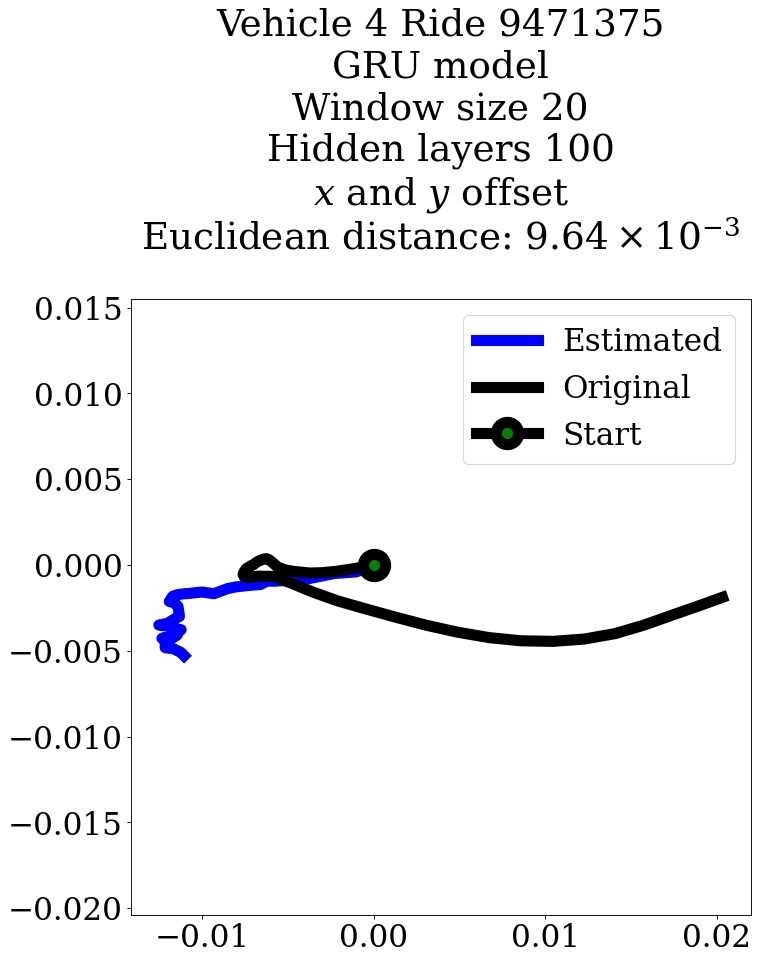 Vehicle 4 Ride 9471375
GRU model
Window size 20
Hidden layers 100
x and y offset
Euclidean distance: 9.64 × 10⁻³
0.015
0.010
0.005
0.000
−0.005
−0.010
−0.015
−0.020
−0.01
0.00
0.01
0.02
Estimated
Original
Start